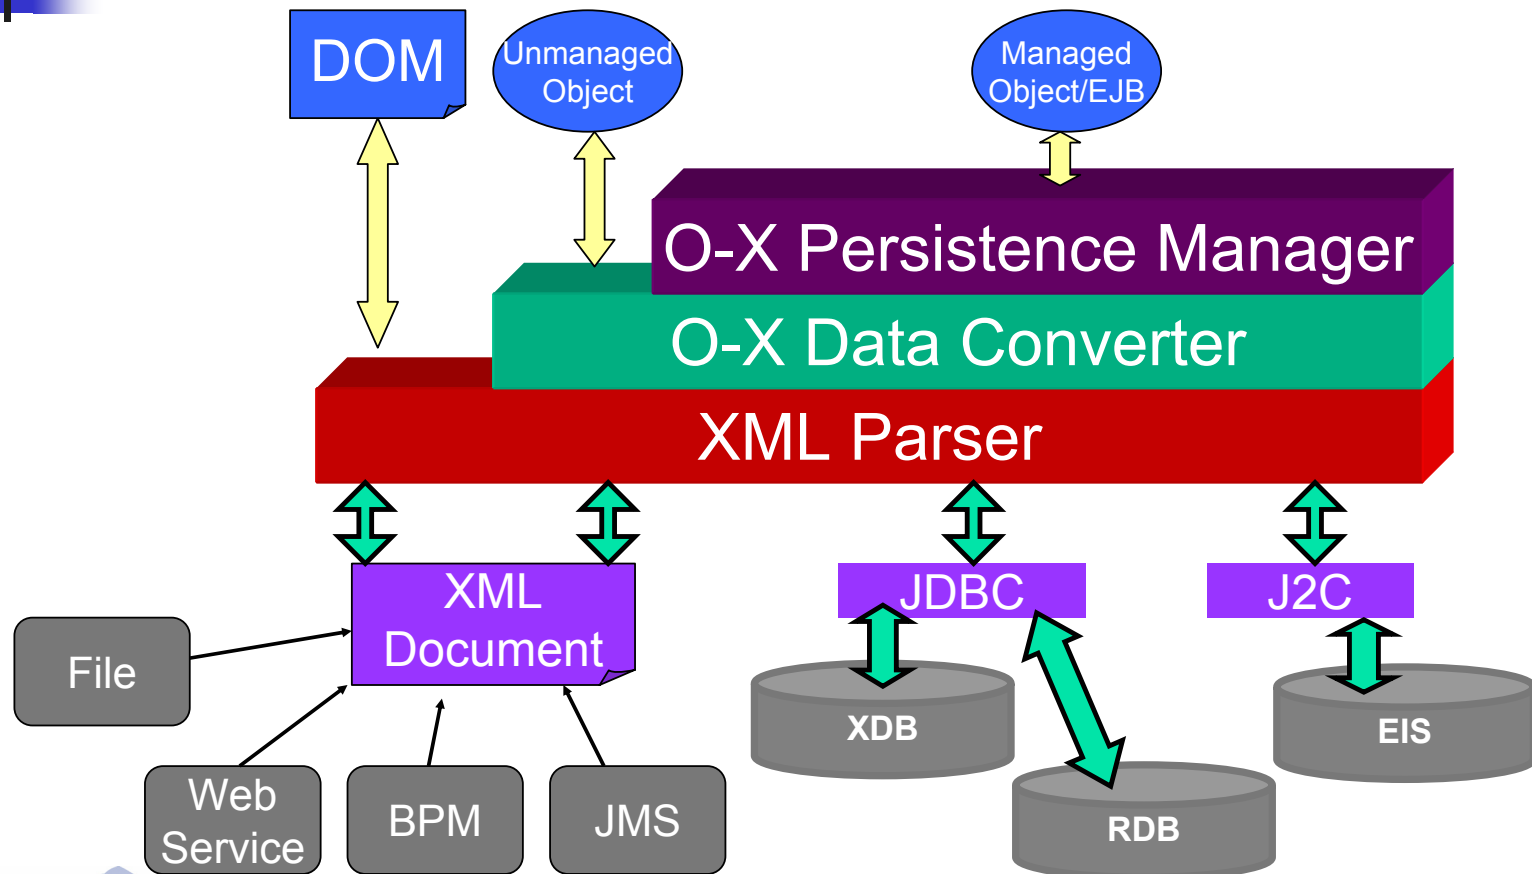 DOM
Unmanaged
Object
Managed
Object/EJB
O-X Persistence Manager
O-X Data Converter
XML Parser
XML
Document
JDBC
J2C
File
XDB
EIS
Web
Service
BPM
JMS
RDB